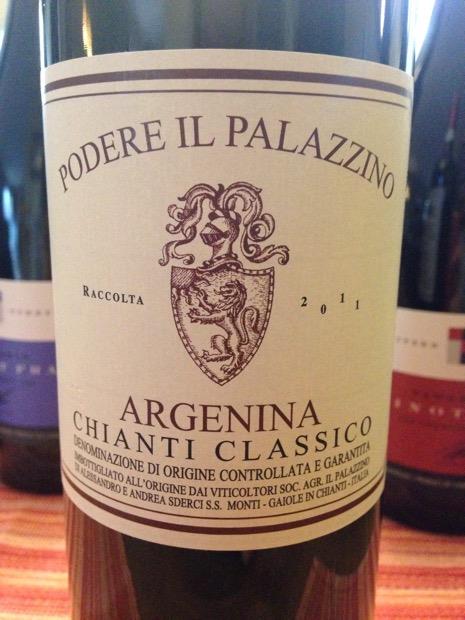 PODERE IL PALAZZINO
RACCOLTA 2011
ARGENINA
CHIANTI CLASSICO
DENOMINAZIONE DI ORIGINE CONTROLLATA E GARANTITA
IMBOTTIGLIATO ALL'ORIGINE DAI VITICOLTORI SOC. AGR. IL PALAZZINO
DI ALESSANDRO E ANDREA SDERCI S.S. MONTI - GAIOLE IN CHIANTI - ITALIA